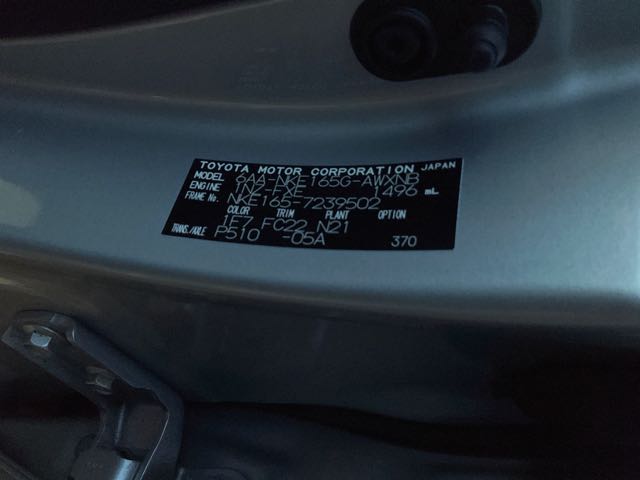 TOYOTA MOTOR CORPORATION JAPAN
MODEL 6AA-NKE165G-AWXNB
ENGINE 1NZ-FXE 1496 mL
FRAME No. NKE165-7239502
COLOR TRIM PLANT OPTION
1F7 FC22 N21
TRANS./AXLE P510 -05A 370